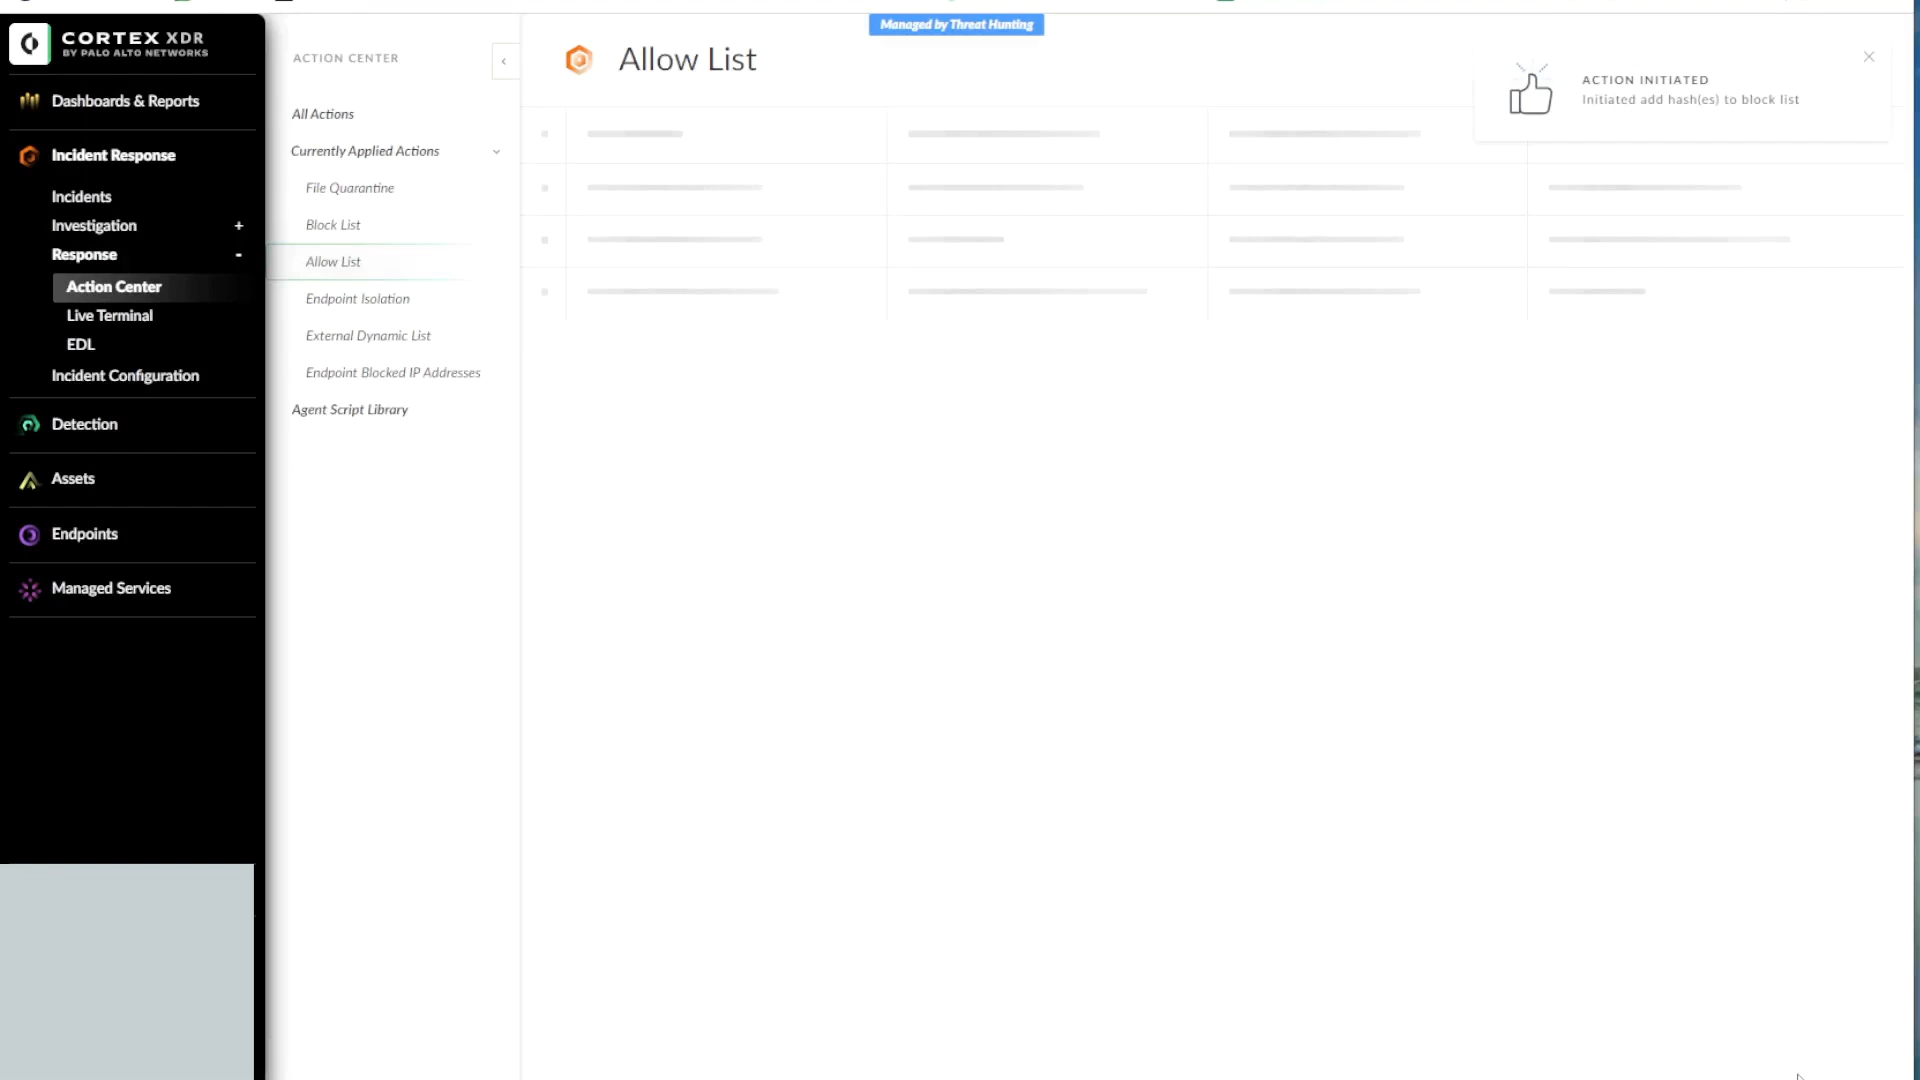 CORTEX XDR
BY PALO ALTO NETWORKS
Dashboards & Reports
Incident Response
Incidents
Investigation +
Response -
Action Center
Live Terminal
EDL
Incident Configuration
Detection
Assets
Endpoints
Managed Services
ACTION CENTER
All Actions
Currently Applied Actions
File Quarantine
Block List
Allow List
Endpoint Isolation
External Dynamic List
Endpoint Blocked IP Addresses
Agent Script Library
Managed by Threat Hunting
Allow List
ACTION INITIATED
Initiated add hash(es) to block list